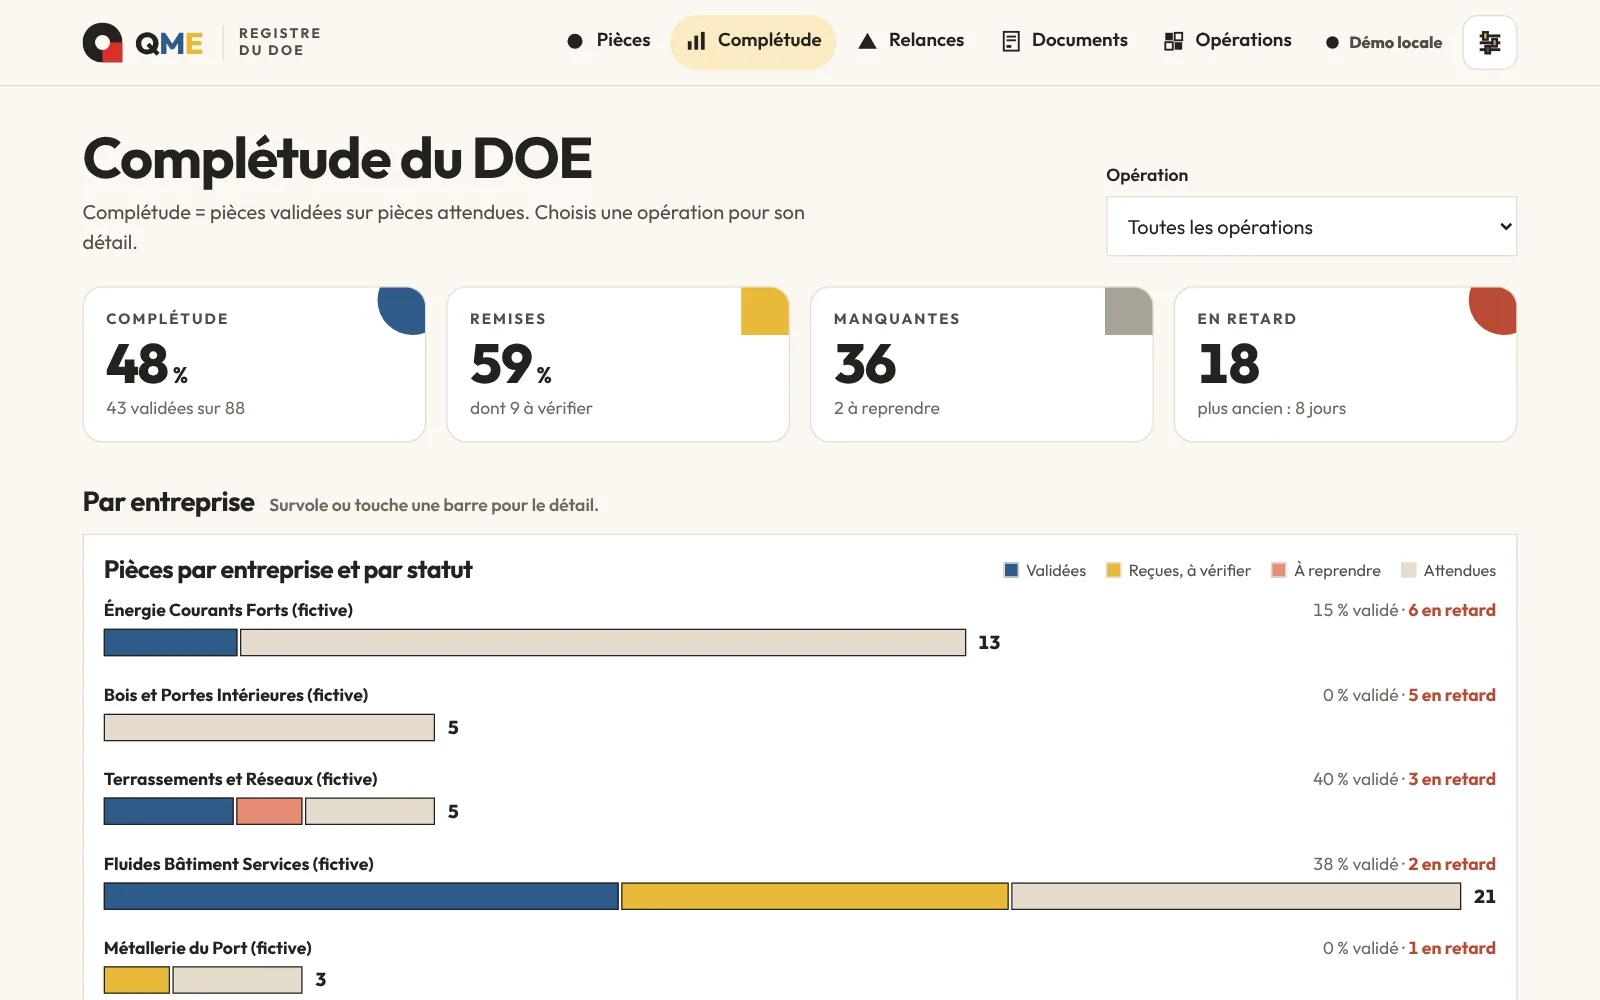 QME
REGISTRE
DU DOE
Pièces
Complétude
Relances
Documents
Opérations
Démo locale
Complétude du DOE
Complétude = pièces validées sur pièces attendues. Choisis une opération pour son
détail.
Opération
Toutes les opérations
COMPLÉTUDE
48 %
43 validées sur 88
REMISES
59 %
dont 9 à vérifier
MANQUANTES
36
2 à reprendre
EN RETARD
18
plus ancien : 8 jours
Par entreprise Survole ou touche une barre pour le détail.
Pièces par entreprise et par statut
Validées
Reçues, à vérifier
À reprendre
Attendues
Énergie Courants Forts (fictive) 15 % validé · 6 en retard
13
Bois et Portes Intérieures (fictive) 0 % validé · 5 en retard
5
Terrassements et Réseaux (fictive) 40 % validé · 3 en retard
5
Fluides Bâtiment Services (fictive) 38 % validé · 2 en retard
21
Métallerie du Port (fictive) 0 % validé · 1 en retard
3